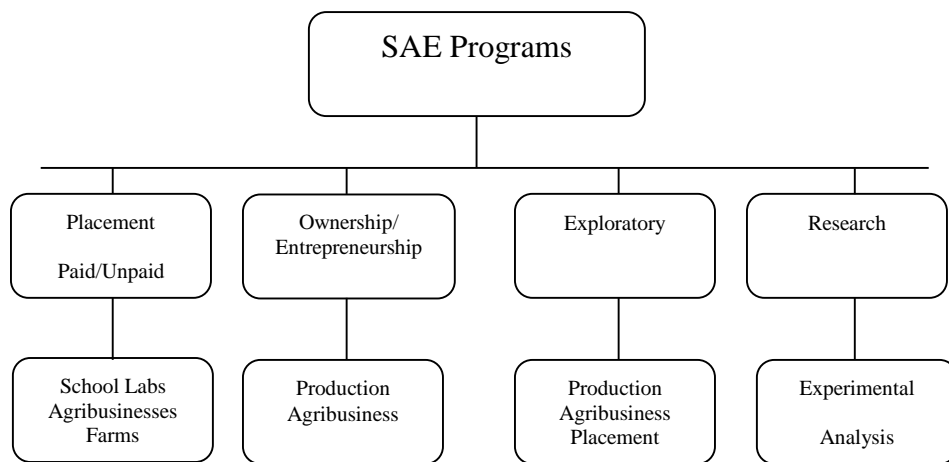 SAE Programs
Placement
Paid/Unpaid
Ownership/
Entrepreneurship
Exploratory
Research
School Labs
Agribusinesses
Farms
Production
Agribusiness
Production
Agribusiness
Placement
Experimental
Analysis